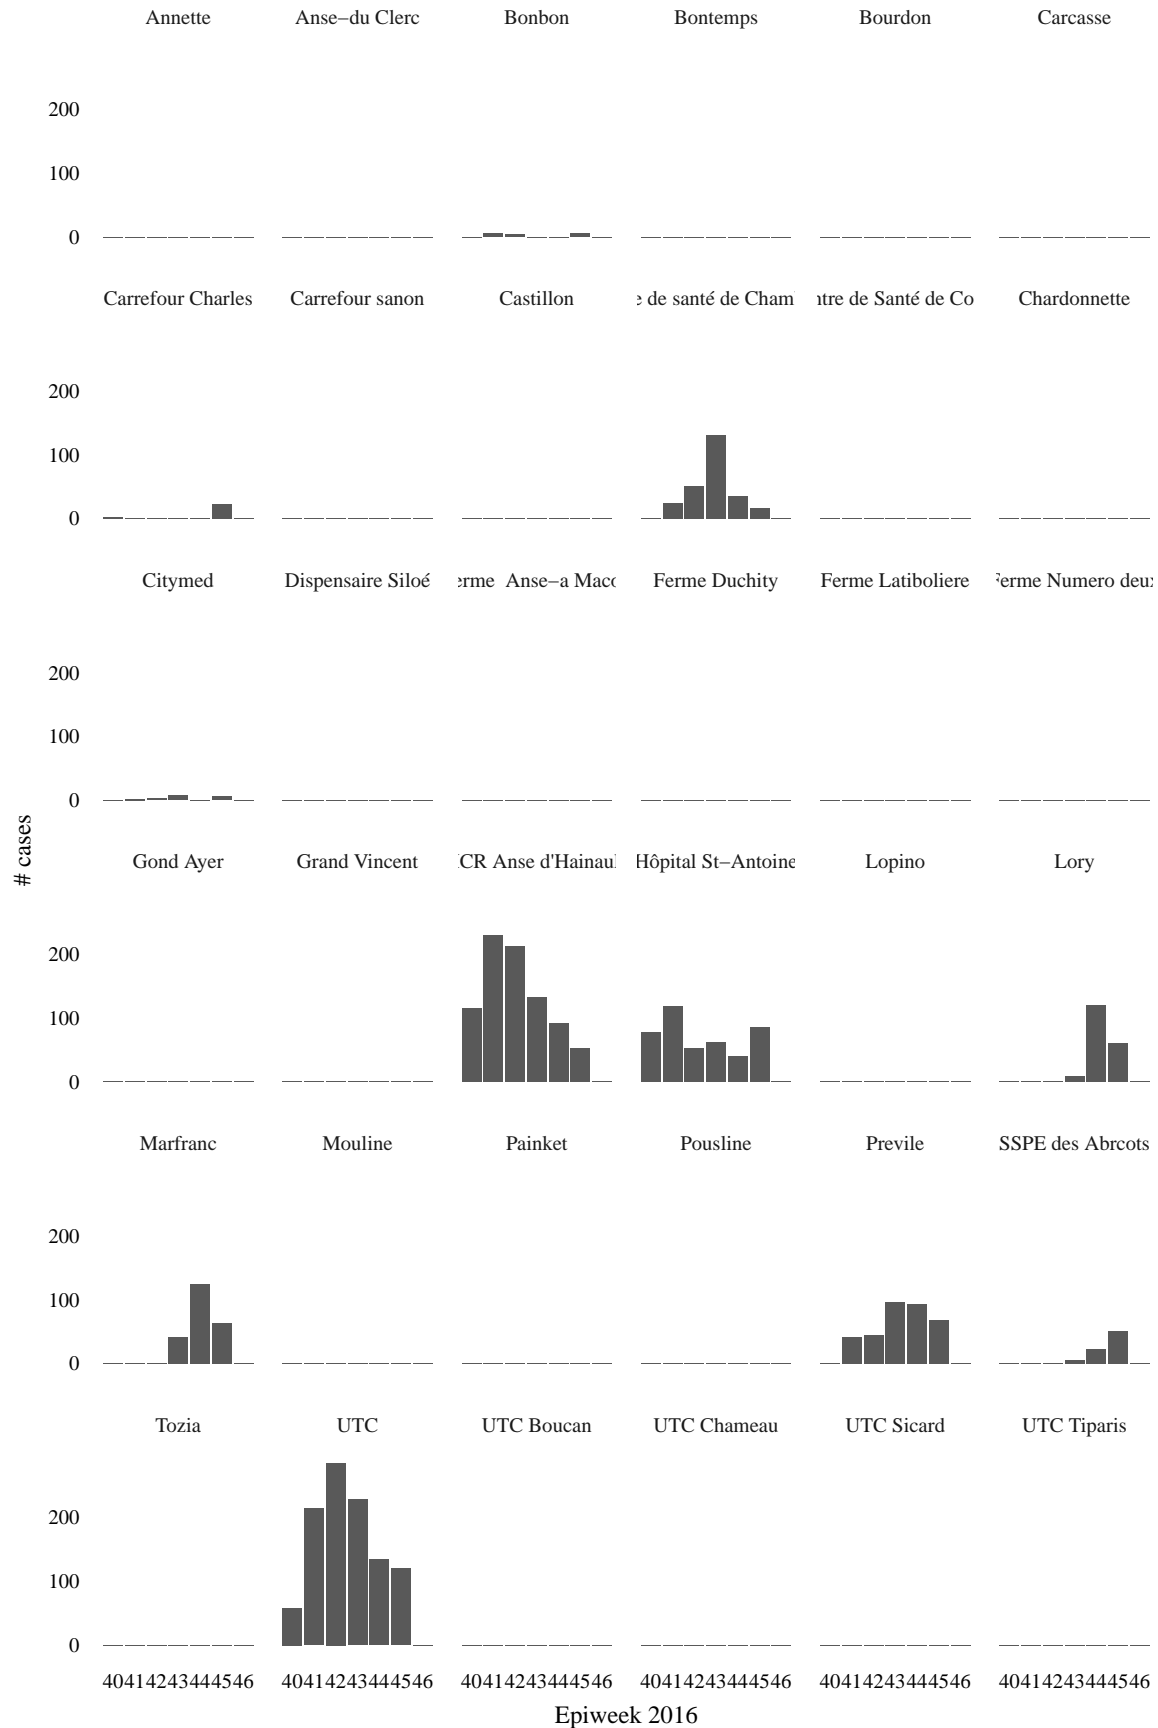 Annette Anse−du Clerc Bonbon Bontemps Bourdon Carcasse
200
100
0
Carrefour Charles Carrefour sanon Castillon de santé de Cham de Santé de Co Chardonnette
200
100
0
Citymed Dispensaire Siloé Anse−a Maco Ferme Duchity Ferme Latiboliere Ferme Numero deux
200
100
0
# cases
Gond Ayer Grand Vincent CR Anse d'Hainaul Hôpital St−Antoine Lopino Lory
200
100
0
Marfranc Mouline Painket Pousline Previle SSPE des Abrcots
200
100
0
Tozia UTC UTC Boucan UTC Chameau UTC Sicard UTC Tiparis
200
100
0
40414243444546 40414243444546 40414243444546 40414243444546 40414243444546 40414243444546
Epiweek 2016